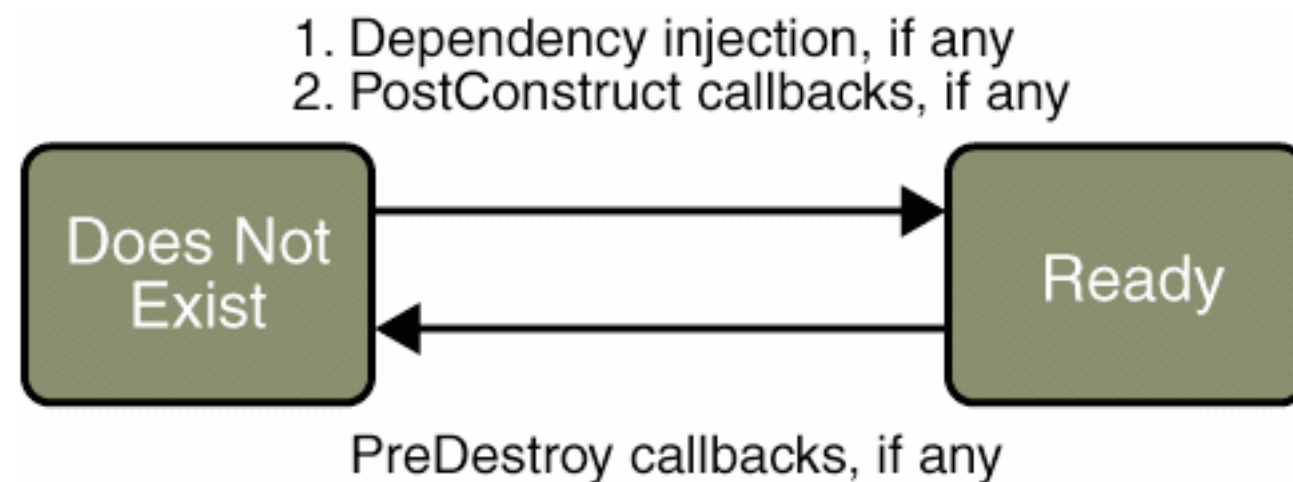 1. Dependency injection, if any
2. PostConstruct callbacks, if any
Does Not
Exist
Ready
PreDestroy callbacks, if any